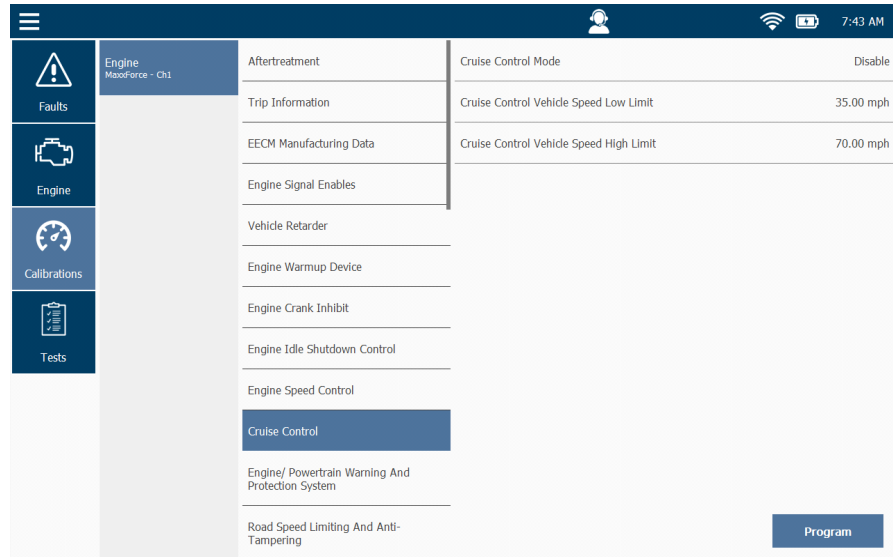 7:43 AM
Faults
Engine
Calibrations
Tests
Engine
MaxxForce - Ch1
Aftertreatment
Trip Information
EECM Manufacturing Data
Engine Signal Enables
Vehicle Retarder
Engine Warmup Device
Engine Crank Inhibit
Engine Idle Shutdown Control
Engine Speed Control
Cruise Control
Engine/ Powertrain Warning And
Protection System
Road Speed Limiting And Anti-
Tampering
Cruise Control Mode Disable
Cruise Control Vehicle Speed Low Limit 35.00 mph
Cruise Control Vehicle Speed High Limit 70.00 mph
Program